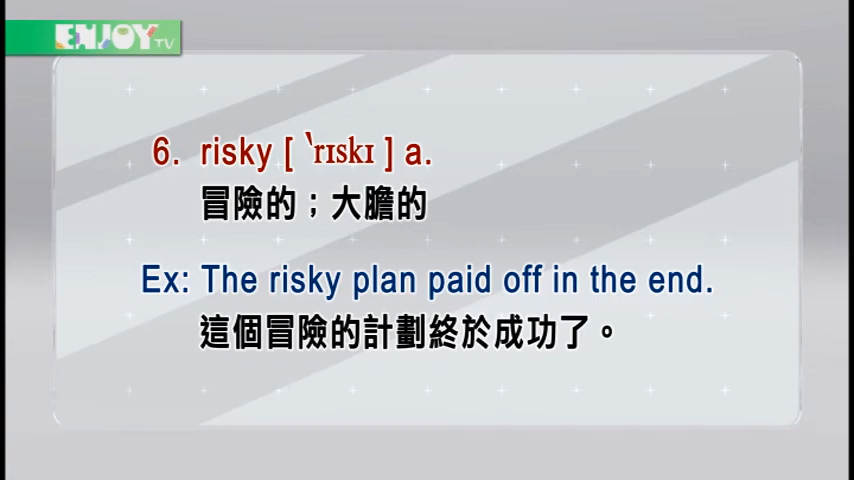 ENJOY TV
6. risky [ ˋrɪskɪ ] a.
冒險的；大膽的
Ex: The risky plan paid off in the end.
這個冒險的計劃終於成功了。